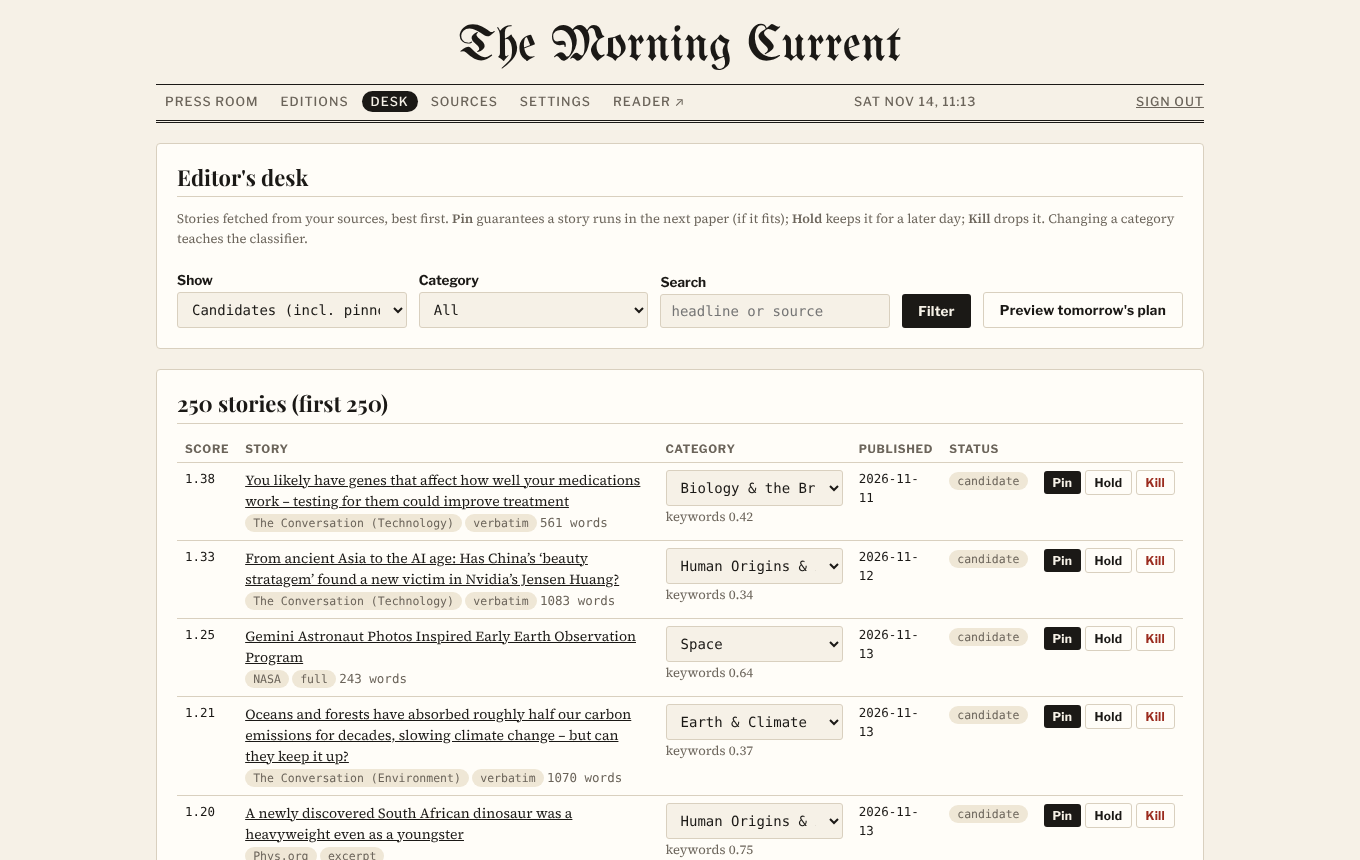 The Morning Current
PRESS ROOM EDITIONS DESK SOURCES SETTINGS READER ↗ SAT NOV 14, 11:13 SIGN OUT
Editor's desk
Stories fetched from your sources, best first. Pin guarantees a story runs in the next paper (if it fits); Hold keeps it for a later day; Kill drops it. Changing a category
teaches the classifier.
Show Category Search
Candidates (incl. pinn All headline or source Filter Preview tomorrow's plan
250 stories (first 250)
SCORE STORY CATEGORY PUBLISHED STATUS
1.38 You likely have genes that affect how well your medications Biology & the Br 2026-11- candidate Pin Hold Kill
work – testing for them could improve treatment 11
The Conversation (Technology) verbatim 561 words keywords 0.42
1.33 From ancient Asia to the AI age: Has China's ‘beauty Human Origins & 2026-11- candidate Pin Hold Kill
stratagem’ found a new victim in Nvidia’s Jensen Huang? 12
The Conversation (Technology) verbatim 1083 words keywords 0.34
1.25 Gemini Astronaut Photos Inspired Early Earth Observation Space 2026-11- candidate Pin Hold Kill
Program 13
NASA full 243 words keywords 0.64
1.21 Oceans and forests have absorbed roughly half our carbon Earth & Climate 2026-11- candidate Pin Hold Kill
emissions for decades, slowing climate change – but can 13
they keep it up? keywords 0.37
The Conversation (Environment) verbatim 1070 words
1.20 A newly discovered South African dinosaur was a Human Origins & 2026-11- candidate Pin Hold Kill
heavyweight even as a youngster 13
Phys.org excerpt keywords 0.75